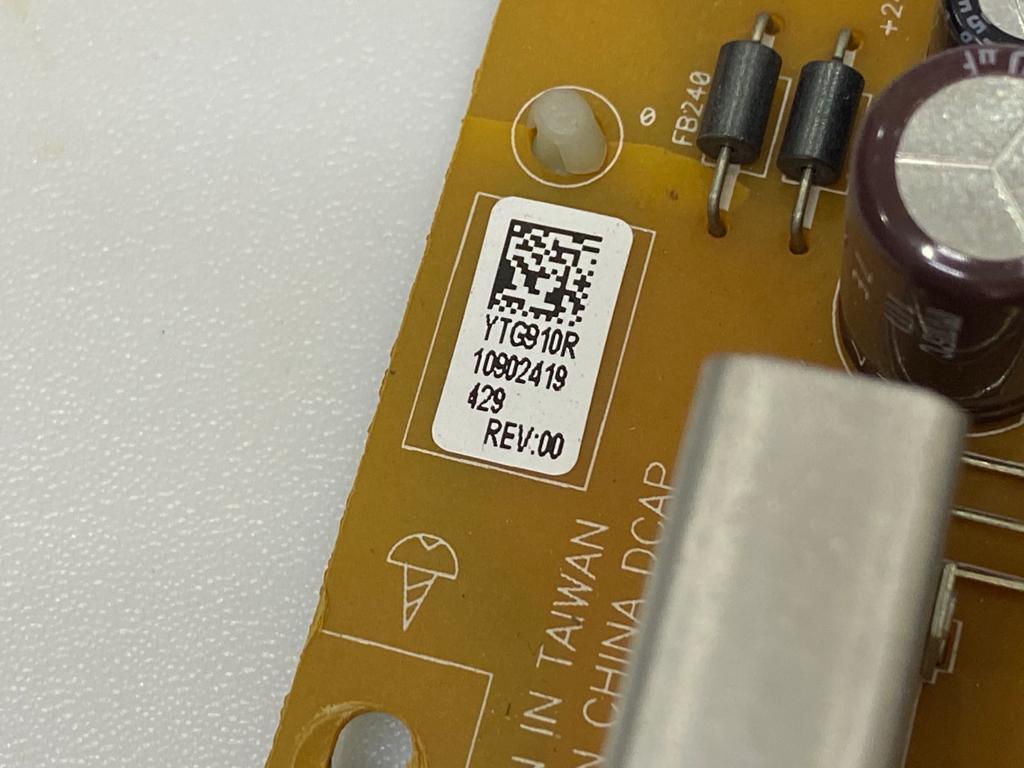 FB240
YTG910R
10902419
429
REV:00
IN TAIWAN
CHINA DCAP